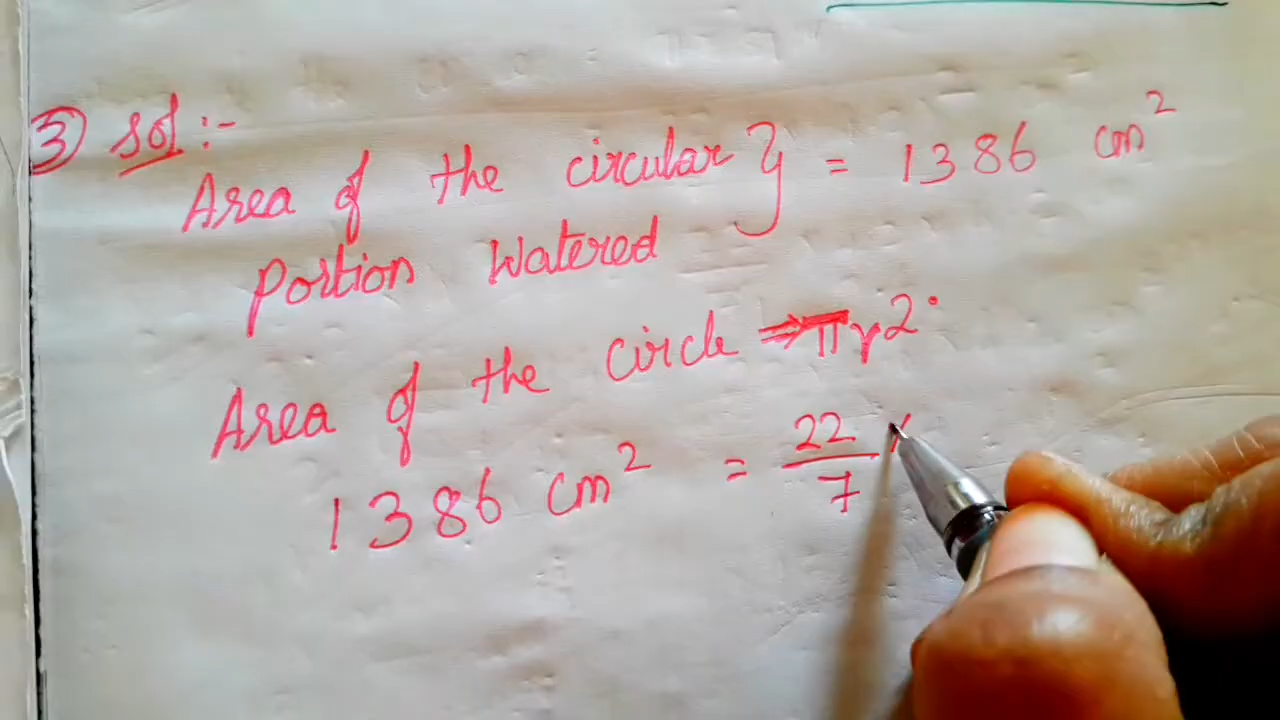 ③ Sol :-
Area of the circular } = 1386 cm²
Portion Watered
Area of the circle ⇒ πr2
1386 cm² = 22/7 ×